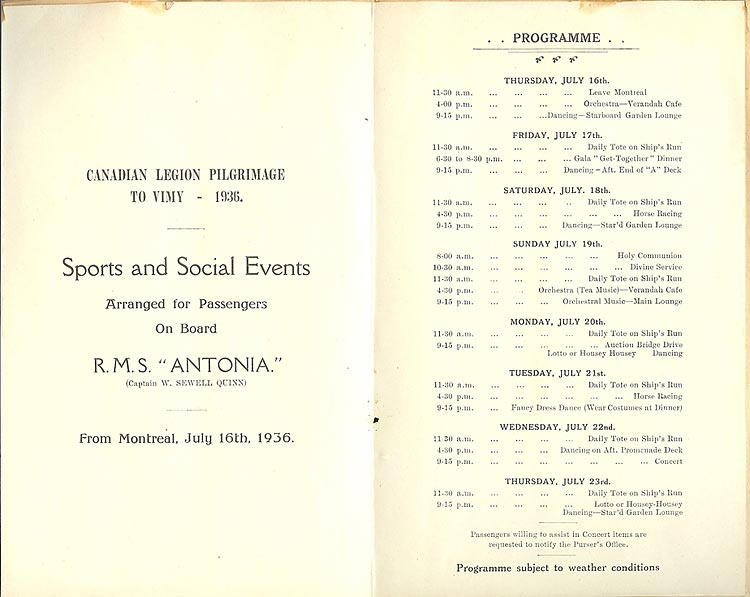 CANADIAN LEGION PILGRIMAGE
TO VIMY - 1936.
Sports and Social Events
Arranged for Passengers
On Board
R.M.S. "ANTONIA."
(Captain W. SEWELL QUINN)
From Montreal, July 16th, 1936.
. . PROGRAMME . .
THURSDAY, JULY 16th.
11-30 a.m. ... ... ... ... Leave Montreal
4-00 p.m. ... ... ... ... Orchestra—Verandah Cafe
9-15 p.m. ... ... ...Dancing—Starboard Garden Lounge
FRIDAY, JULY 17th.
11-30 a.m. ... ... ... ... Daily Tote on Ship's Run
6-30 to 8-30 p.m. ... ... ... Gala "Get-Together" Dinner
9-15 p.m. ... ... ... Dancing—Aft. End of "A" Deck
SATURDAY, JULY. 18th.
11-30 a.m. ... ... ... .. Daily Tote on Ship's Run
4-30 p.m. ... ... ... ... ... ... Horse Racing
9-15 p.m. ... ... ... Dancing—Star'd Garden Lounge
SUNDAY JULY 19th.
8-00 a.m. ... ... ... ... ... Holy Communion
10-30 a.m. ... ... ... ... ... ... Divine Service
11-30 a.m. ... ... ... ... Daily Tote on Ship's Run
4-30 p.m. ... ... Orchestra (Tea Music)—Verandah Cafe
9-15 p.m. ... ... ... Orchestral Music—Main Lounge
MONDAY, JULY 20th.
11-30 a.m. ... ... ... ... Daily Tote on Ship's Run
9-15 p.m. ... ... ... ... ... Auction Bridge Drive
Lotto or Housey Housey Dancing
TUESDAY, JULY 21st.
11-30 a.m. ... ... ... ... Daily Tote on Ship's Run
4-30 p.m. ... ... ... ... ... ... Horse Racing
9-15 p.m. ... Fancy Dress Dance (Wear Costumes at Dinner)
WEDNESDAY, JULY 22nd.
11-30 a.m. ... ... ... ... Daily Tote on Ship's Run
4-30 p.m. ... ... ... Dancing on Aft. Promenade Deck
9-15 p.m. ... ... ... ... ... ... ... Concert
THURSDAY, JULY 23rd.
11-30 a.m. ... ... ... ... Daily Tote on Ship's Run
9-15 p.m. ... ... ... ... Lotto or Housey-Housey
Dancing—Star'd Garden Lounge
Passengers willing to assist in Concert items are
requested to notify the Purser's Office.
Programme subject to weather conditions